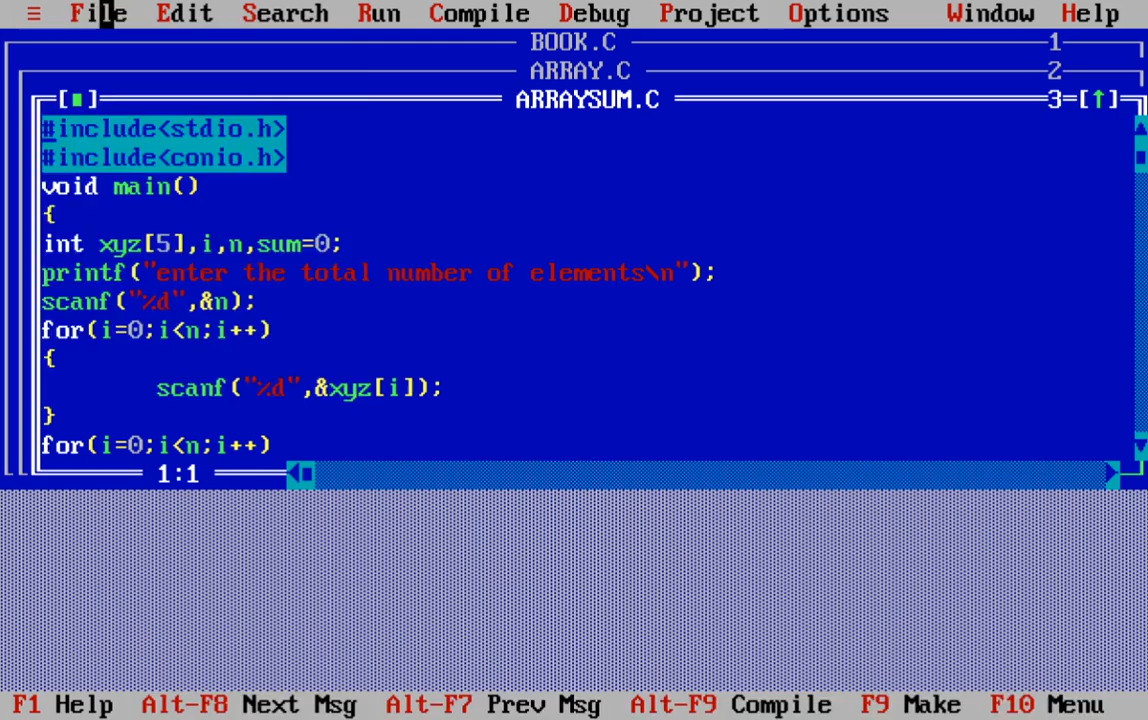 ≡ File Edit Search Run Compile Debug Project Options Window Help
BOOK.C 1
ARRAY.C 2
[■] ARRAYSUM.C 3=[↑]
#include<stdio.h>
#include<conio.h>
void main()
{
int xyz[5],i,n,sum=0;
printf("enter the total number of elements\n");
scanf("%d",&n);
for(i=0;i<n;i++)
{
scanf("%d",&xyz[i]);
}
for(i=0;i<n;i++)
1:1
F1 Help Alt-F8 Next Msg Alt-F7 Prev Msg Alt-F9 Compile F9 Make F10 Menu